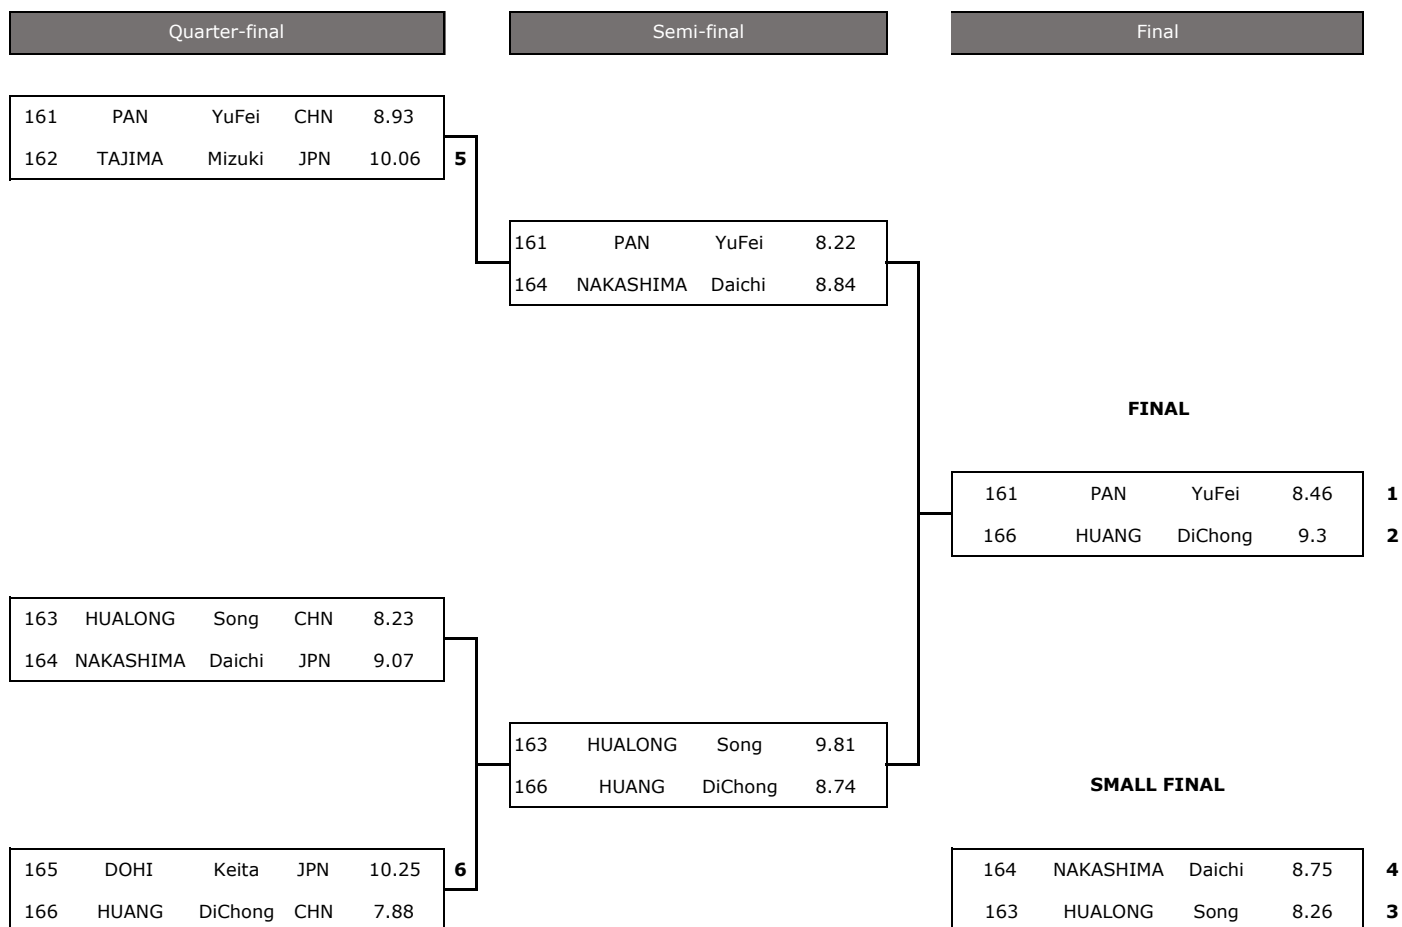 Quarter-final Semi-final Final
161 PAN YuFei CHN 8.93
162 TAJIMA Mizuki JPN 10.06 5
161 PAN YuFei 8.22
164 NAKASHIMA Daichi 8.84
FINAL
161 PAN YuFei 8.46 1
166 HUANG DiChong 9.3 2
163 HUALONG Song CHN 8.23
164 NAKASHIMA Daichi JPN 9.07
163 HUALONG Song 9.81
166 HUANG DiChong 8.74
SMALL FINAL
165 DOHI Keita JPN 10.25 6
166 HUANG DiChong CHN 7.88
164 NAKASHIMA Daichi 8.75 4
163 HUALONG Song 8.26 3